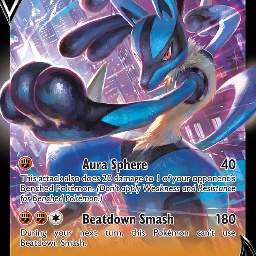 Aura Sphere 40
This attack also does 20 damage to 1 of your opponent's
Benched Pokémon. (Don't apply Weakness and Resistance
for Benched Pokémon.)
Beatdown Smash 180
During your next turn, this Pokémon can't use
Beatdown Smash.